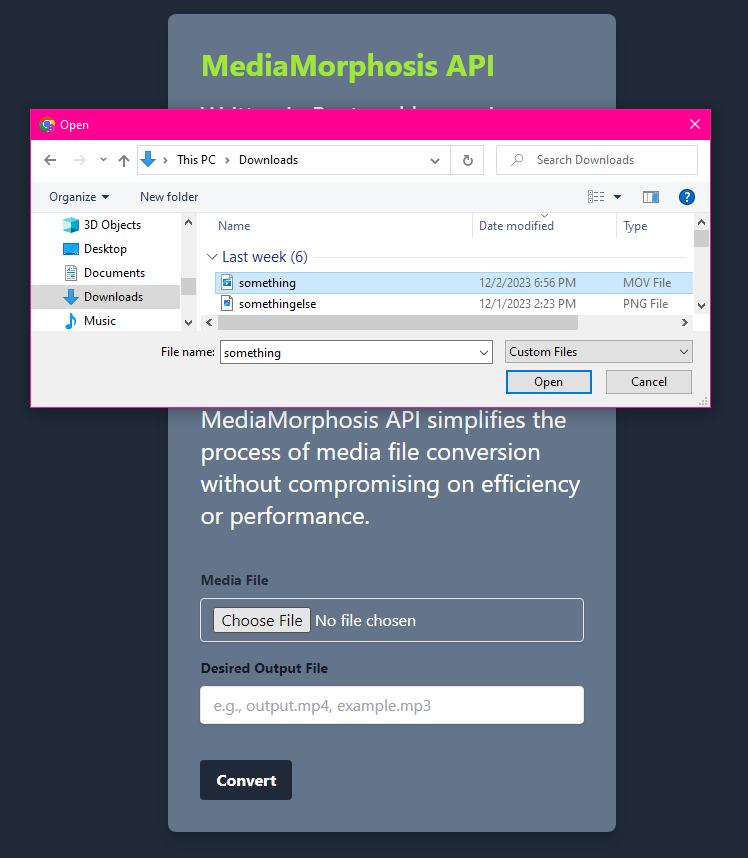 MediaMorphosis API
Open
This PC
Downloads
Search Downloads
Organize
New folder
?
Name
Date modified
Type
3D Objects
Desktop
Documents
Downloads
Music
Last week (6)
something
12/2/2023 6:56 PM
MOV File
somethingelse
12/1/2023 2:23 PM
PNG File
File name:
something
Custom Files
Open
Cancel
MediaMorphosis API simplifies the
process of media file conversion
without compromising on efficiency
or performance.
Media File
Choose File No file chosen
Desired Output File
e.g., output.mp4, example.mp3
Convert